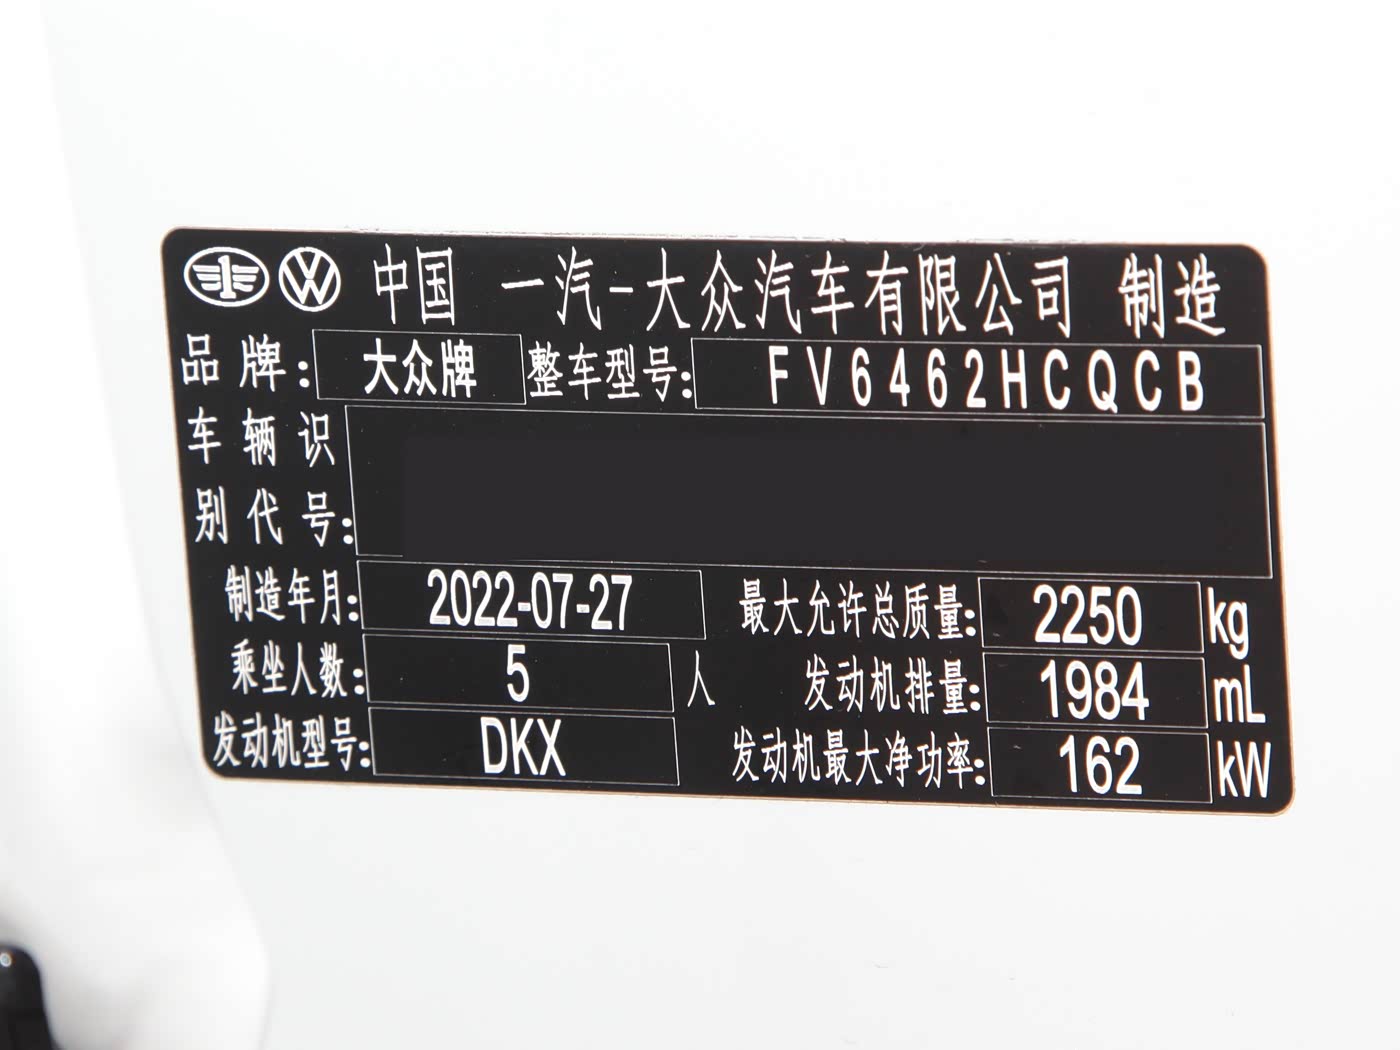 中国 一汽-大众汽车有限公司 制造
品牌: 大众牌 整车型号: FV6462HCQCB
车辆识
别代号:
制造年月: 2022-07-27 最大允许总质量: 2250 kg
乘坐人数: 5 人 发动机排量: 1984 mL
发动机型号: DKX 发动机最大净功率: 162 kW